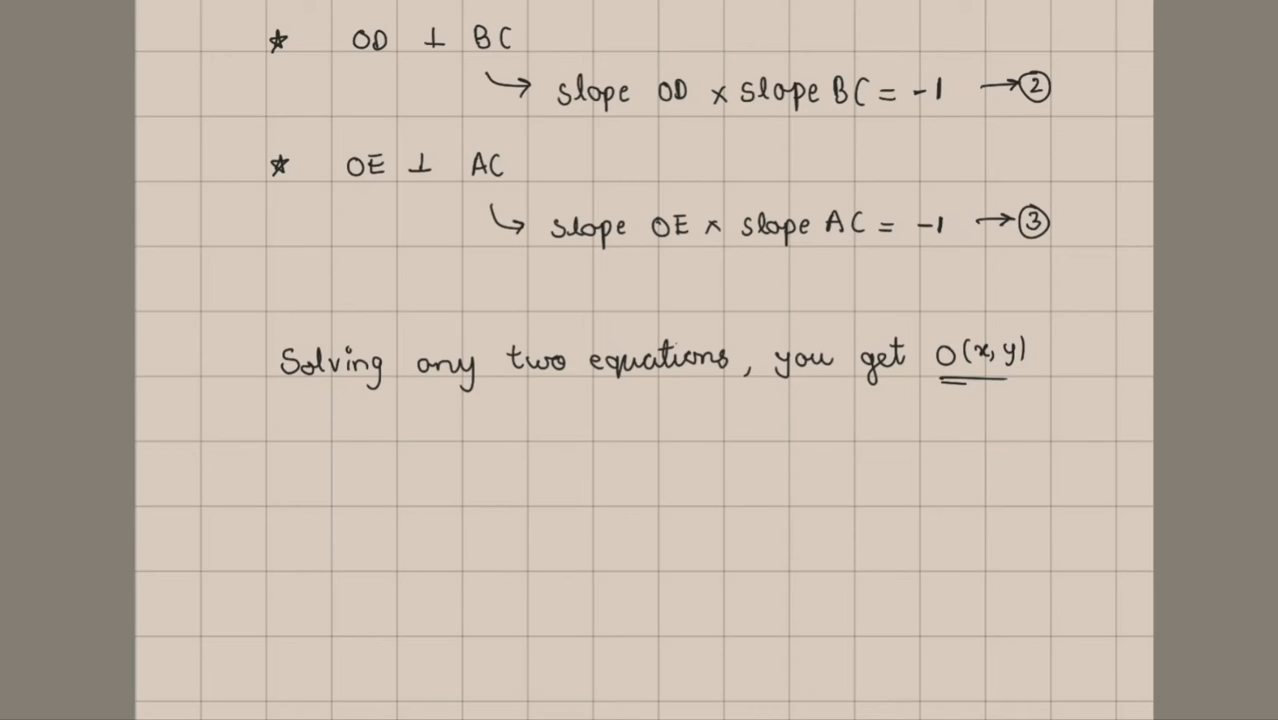 ☆ OD ⊥ BC
↳ slope OD × slope BC = -1 → ②
☆ OE ⊥ AC
↳ slope OE × slope AC = -1 → ③
Solving any two equations, you get O(x, y)